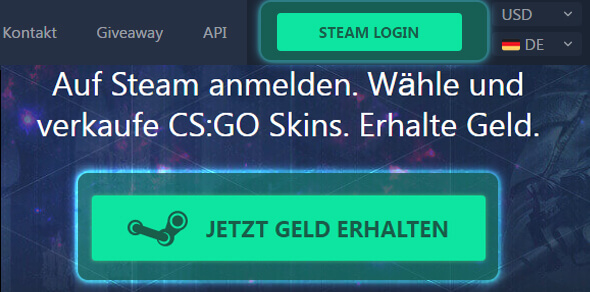 Kontakt Giveaway API STEAM LOGIN USD
DE
Auf Steam anmelden. Wähle und
verkaufe CS:GO Skins. Erhalte Geld.
JETZT GELD ERHALTEN